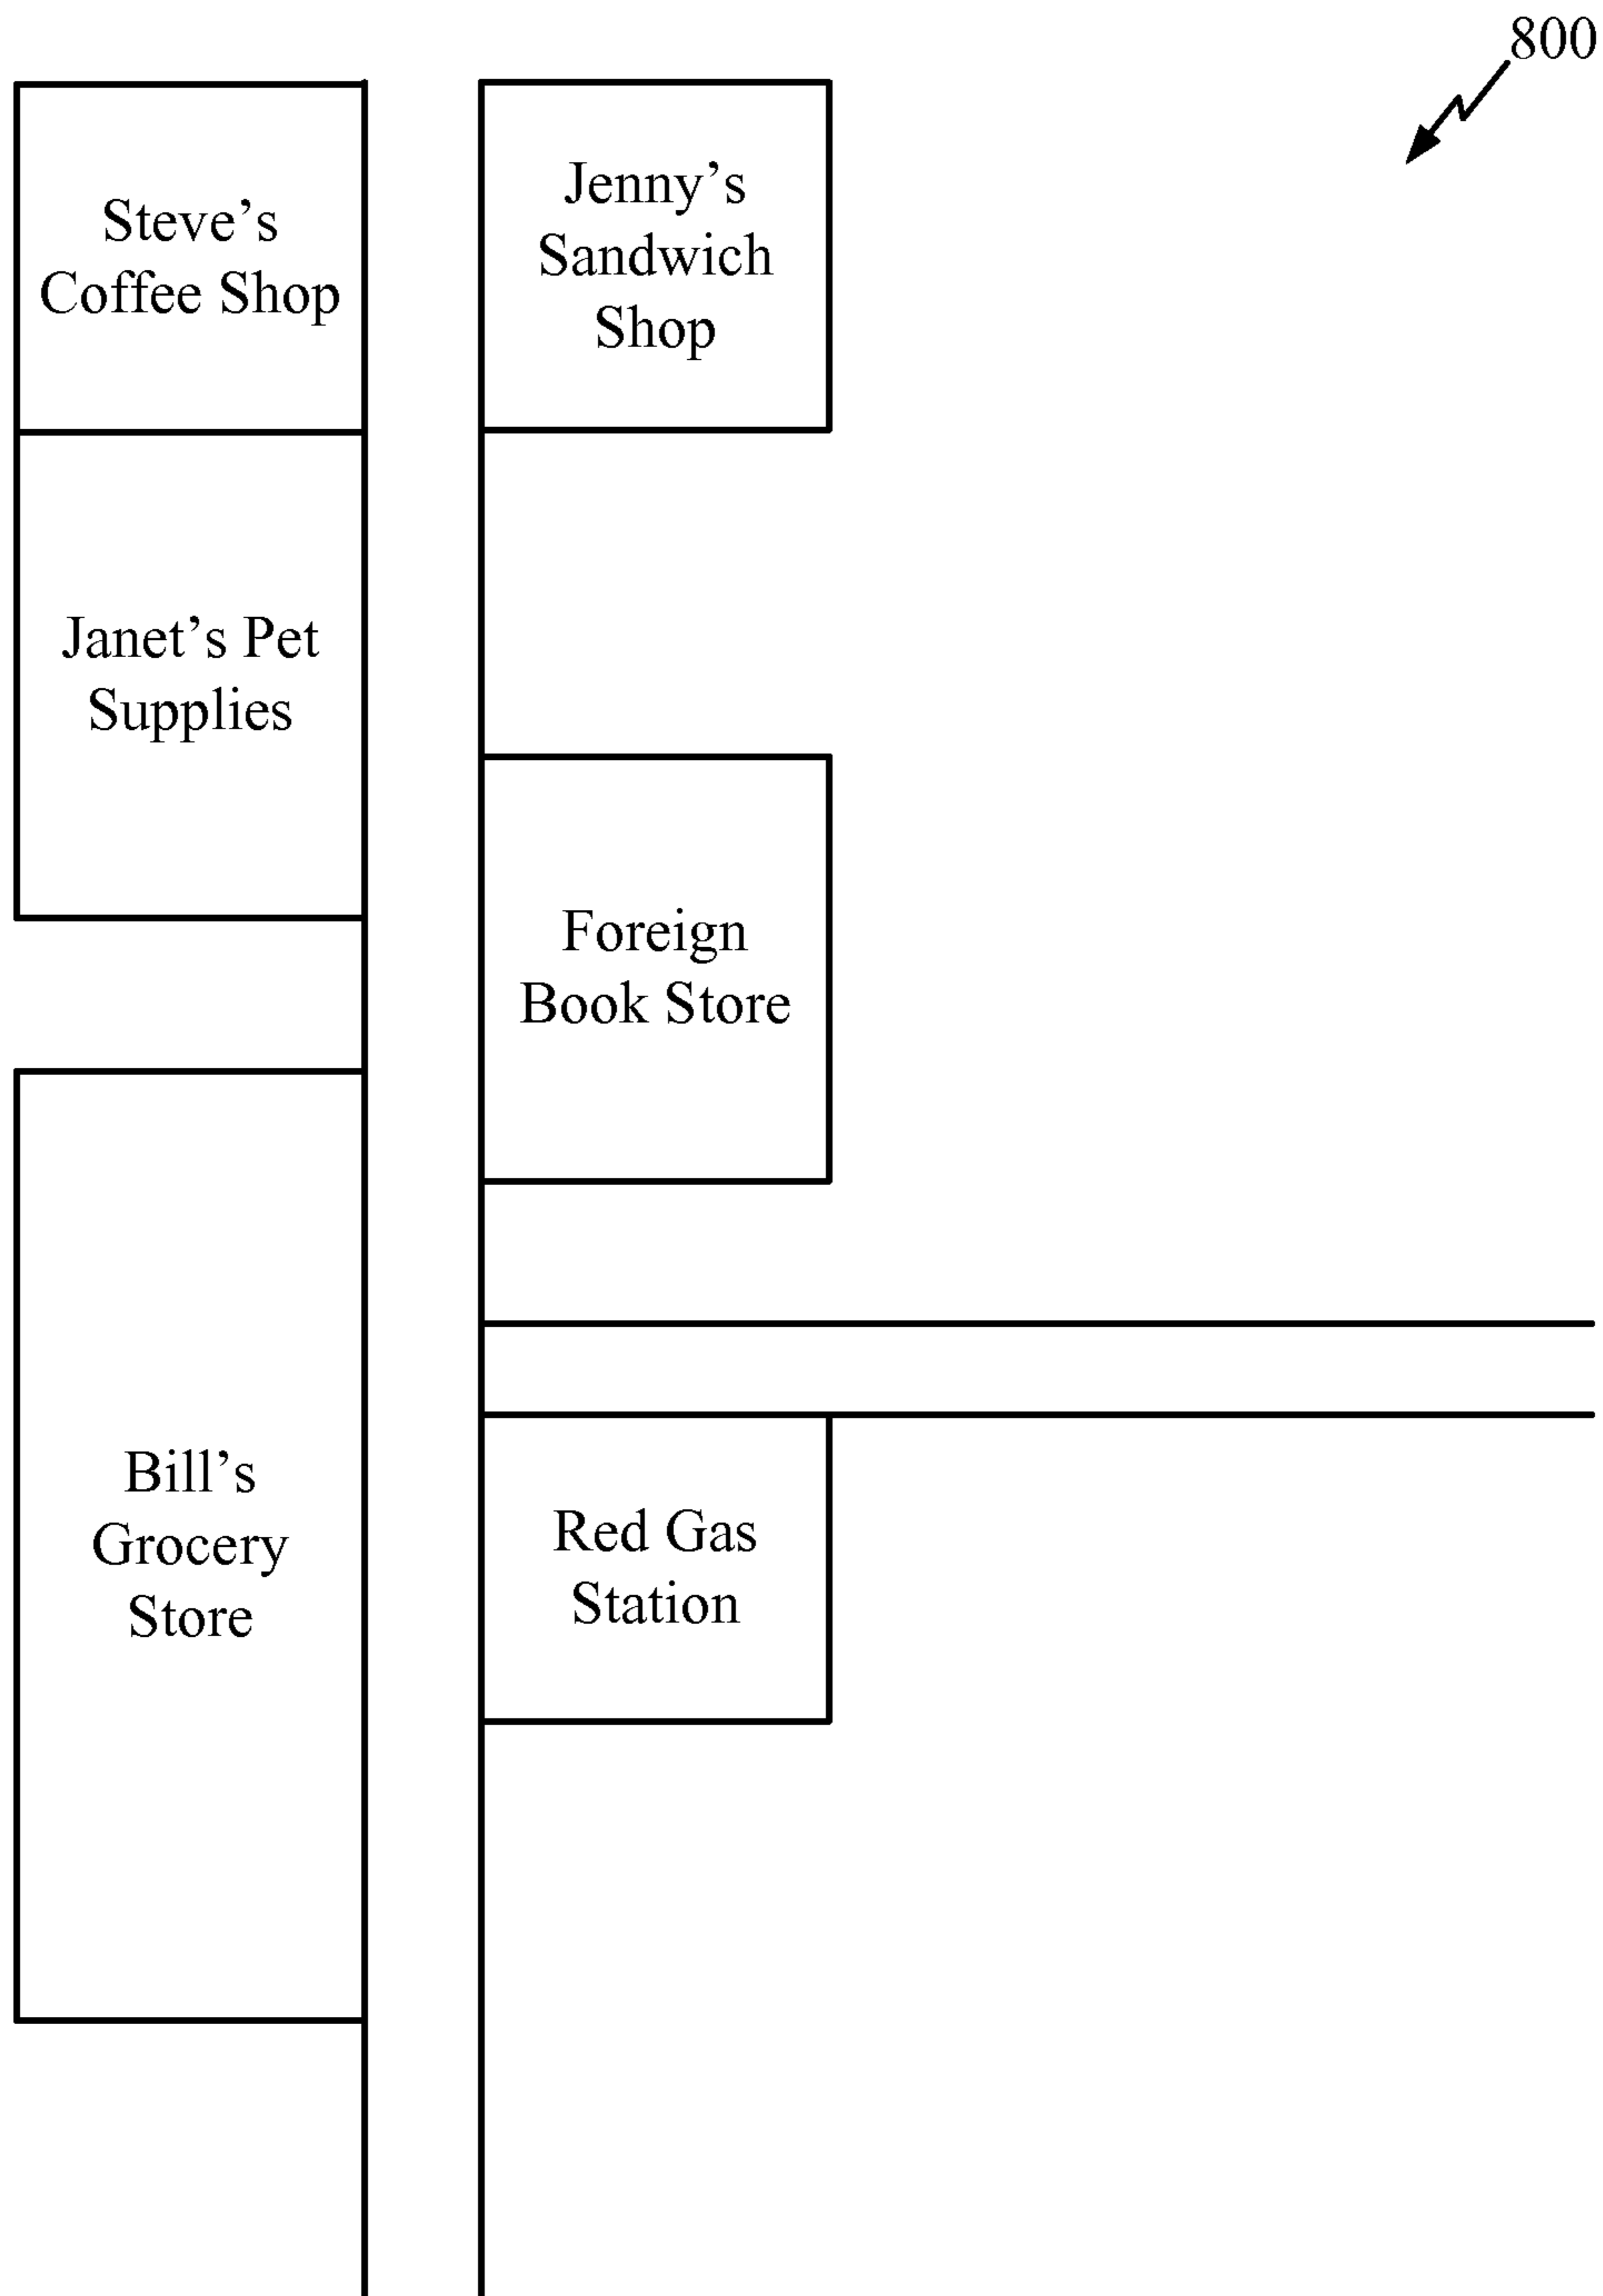 800
Steve’s
Coffee Shop
Jenny’s
Sandwich
Shop
Janet’s Pet
Supplies
Foreign
Book Store
Bill’s
Grocery
Store
Red Gas
Station